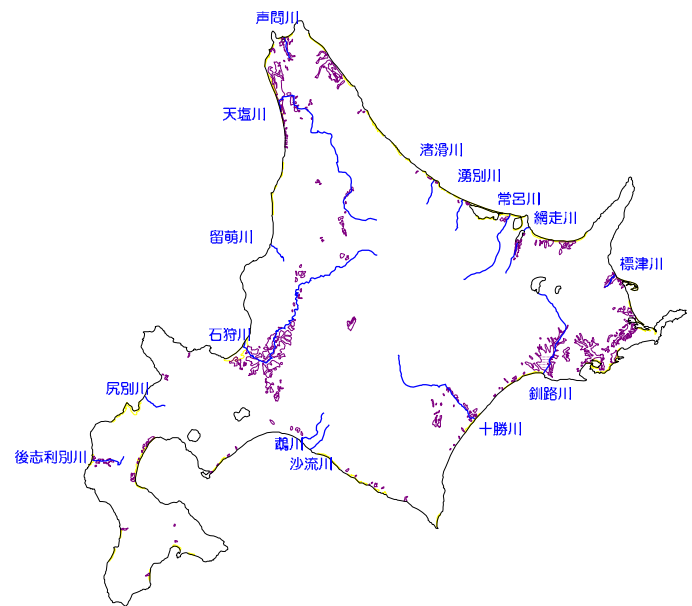 声問川
天塩川
渚滑川
湧別川
常呂川
網走川
留萌川
標津川
石狩川
尻別川
釧路川
十勝川
鵡川
後志利別川
沙流川